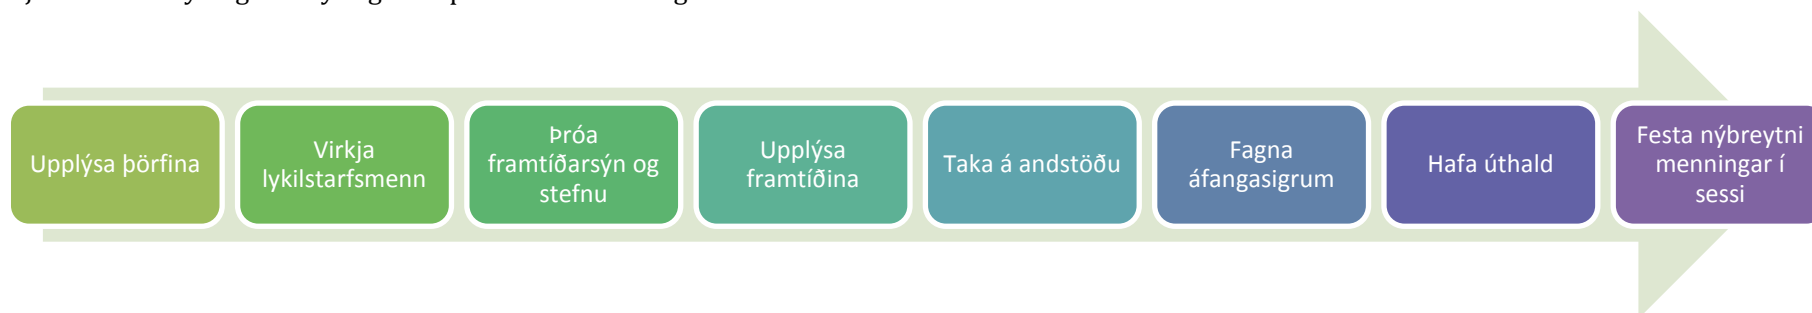 Upplýsa þörfina
Virkja
lykilstarfsmenn
Þróa
framtíðarsýn og
stefnu
Upplýsa
framtíðina
Taka á andstöðu
Fagna
áfangasigrum
Hafa úthald
Festa nýbreytni
menningar í
sessi